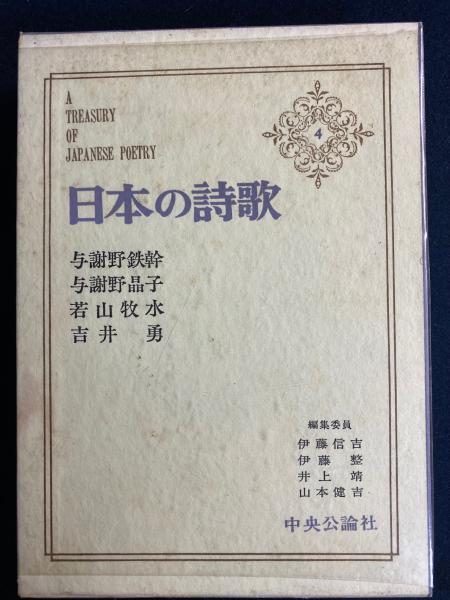 A
TREASURY
OF
JAPANESE POETRY
4
日本の詩歌
与謝野鉄幹
与謝野晶子
若山牧水
吉井勇
編集委員
伊藤信吉
伊藤整
井上靖
山本健吉
中央公論社